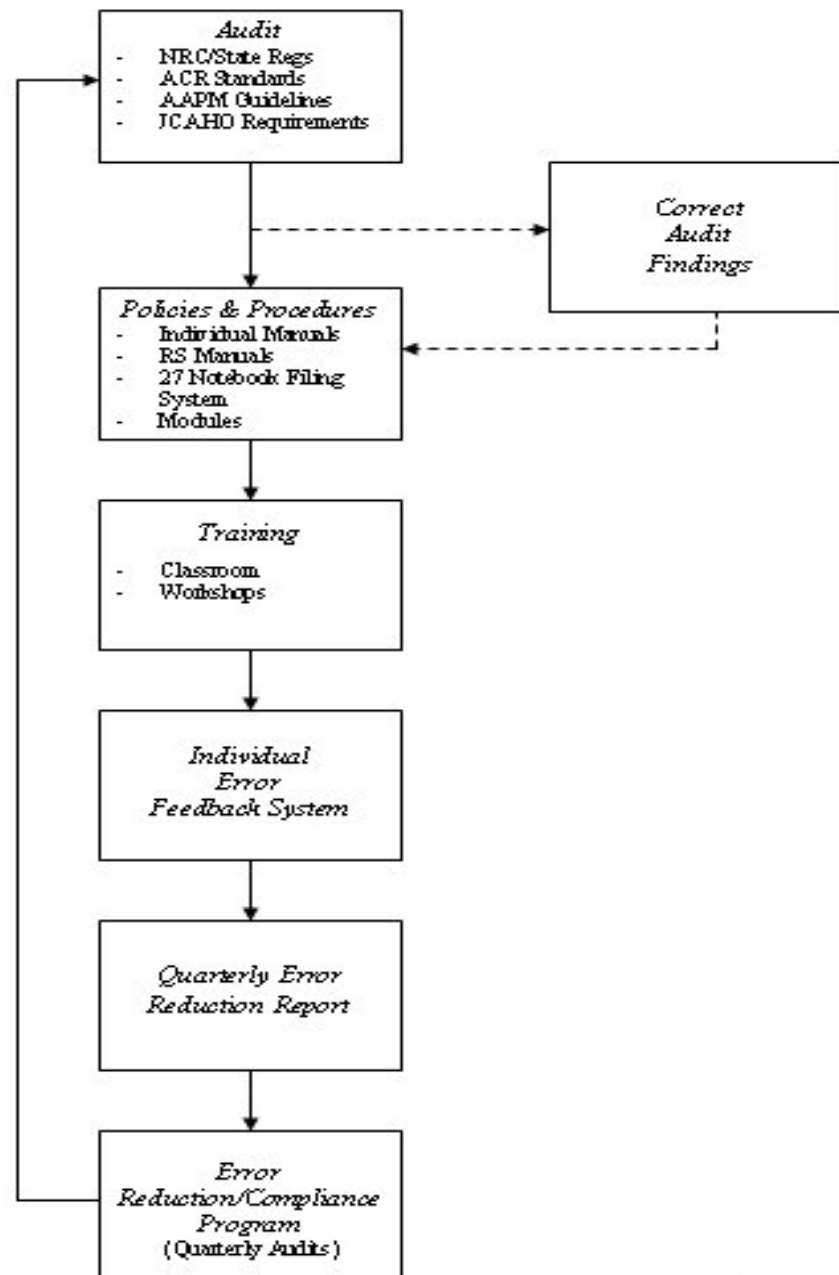 Audit
- NRC/State Regs
- ACR Standards
- AAPM Guidelines
- JCAHO Requirements
Correct
Audit
Findings
Policies & Procedures
- Individual Manuals
- RS Manuals
- 27 Notebook Filing
System
- Modules
Training
- Classroom
- Workshops
Individual
Error
Feedback System
Quarterly Error
Reduction Report
Error
Reduction/Compliance
Program
(Quarterly Audits)